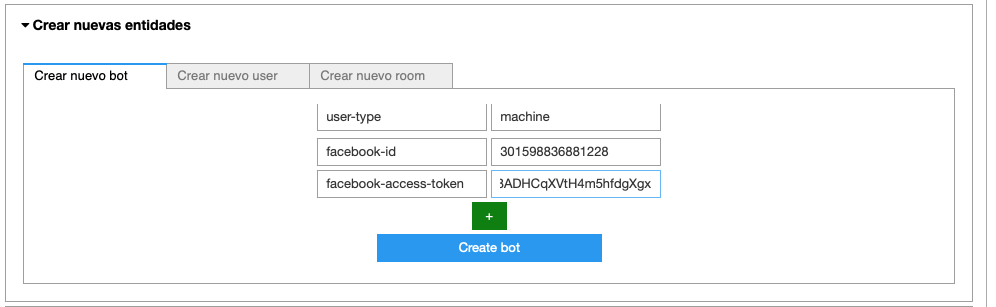 Crear nuevas entidades
Crear nuevo bot Crear nuevo user Crear nuevo room
user-type machine
facebook-id 301598836881228
facebook-access-token 3ADHCqXVtH4m5hfdgXgx
+
Create bot